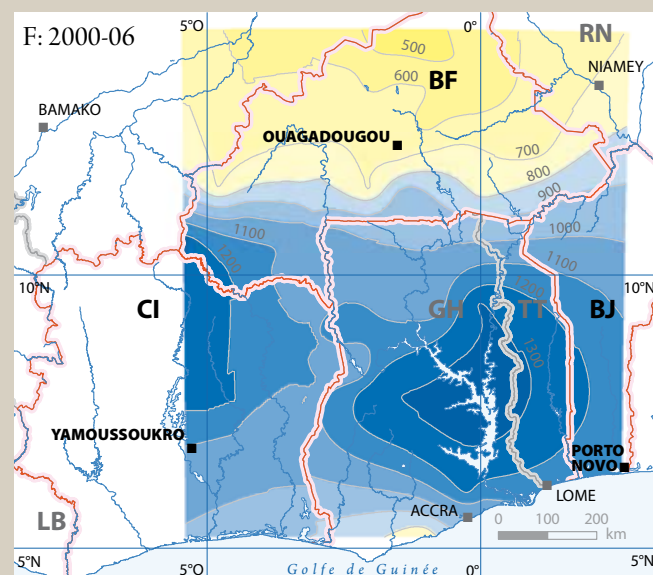 F: 2000-06
5°O
0°
RN
500
BF
600
NIAMEY
BAMAKO
OUAGADOUGOU
700
800
900
1000
1100
1100
1200
1200
10°N
10°N
CI
GH
TT
BJ
1300
YAMOUSSOUKRO
PORTO
NOVO
LOME
LB
ACCRA
0 100 200
km
5°N
5°O
Golfe de Guinée
0°
5°N